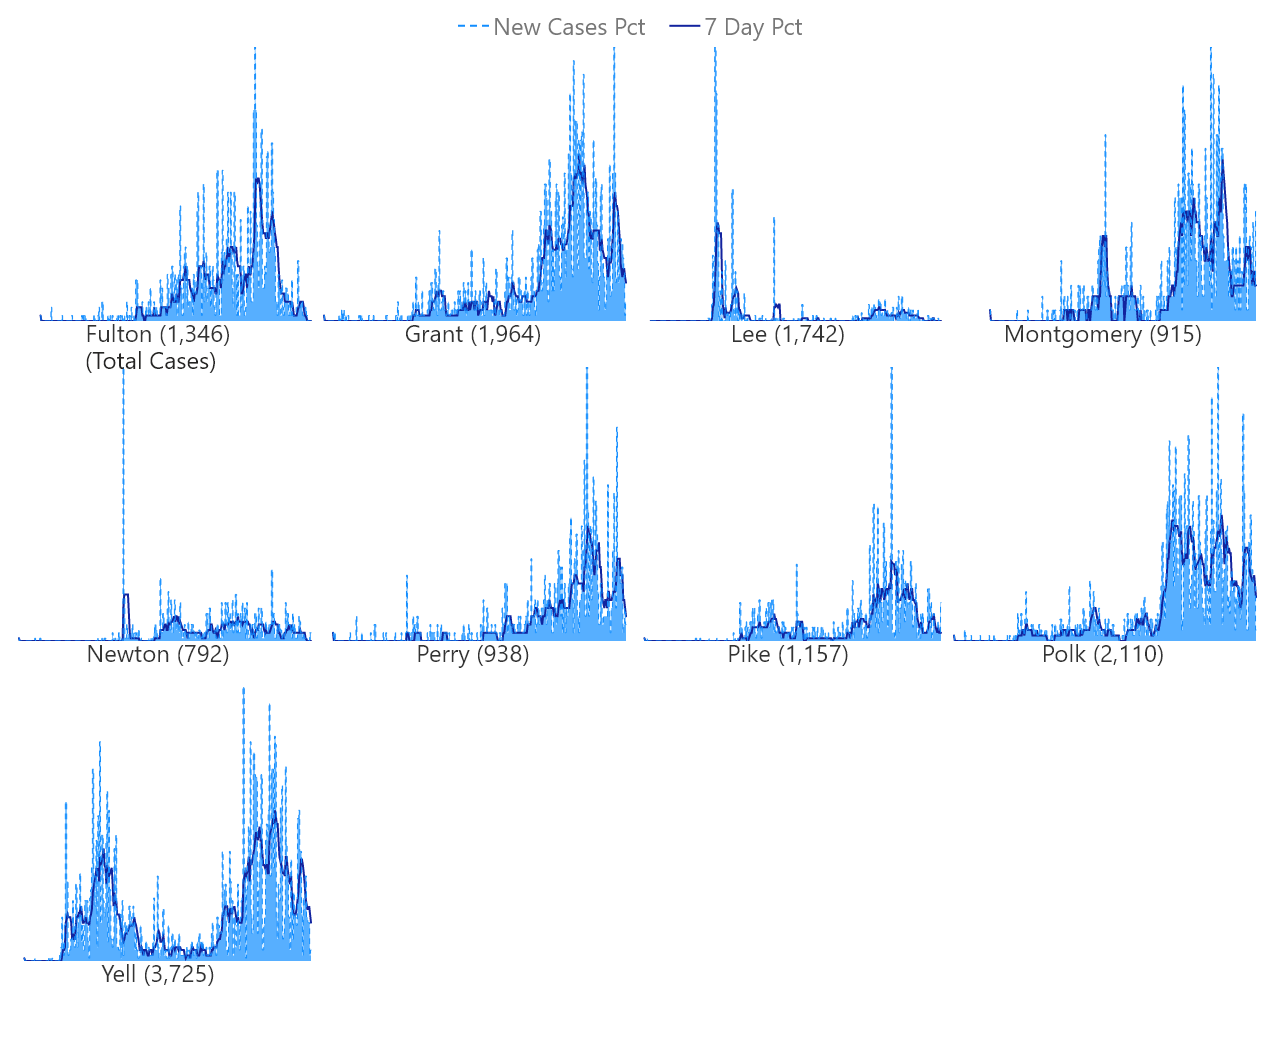 New Cases Pct 7 Day Pct
Fulton (1,346) Grant (1,964) Lee (1,742) Montgomery (915)
(Total Cases)
Newton (792) Perry (938) Pike (1,157) Polk (2,110)
Yell (3,725)